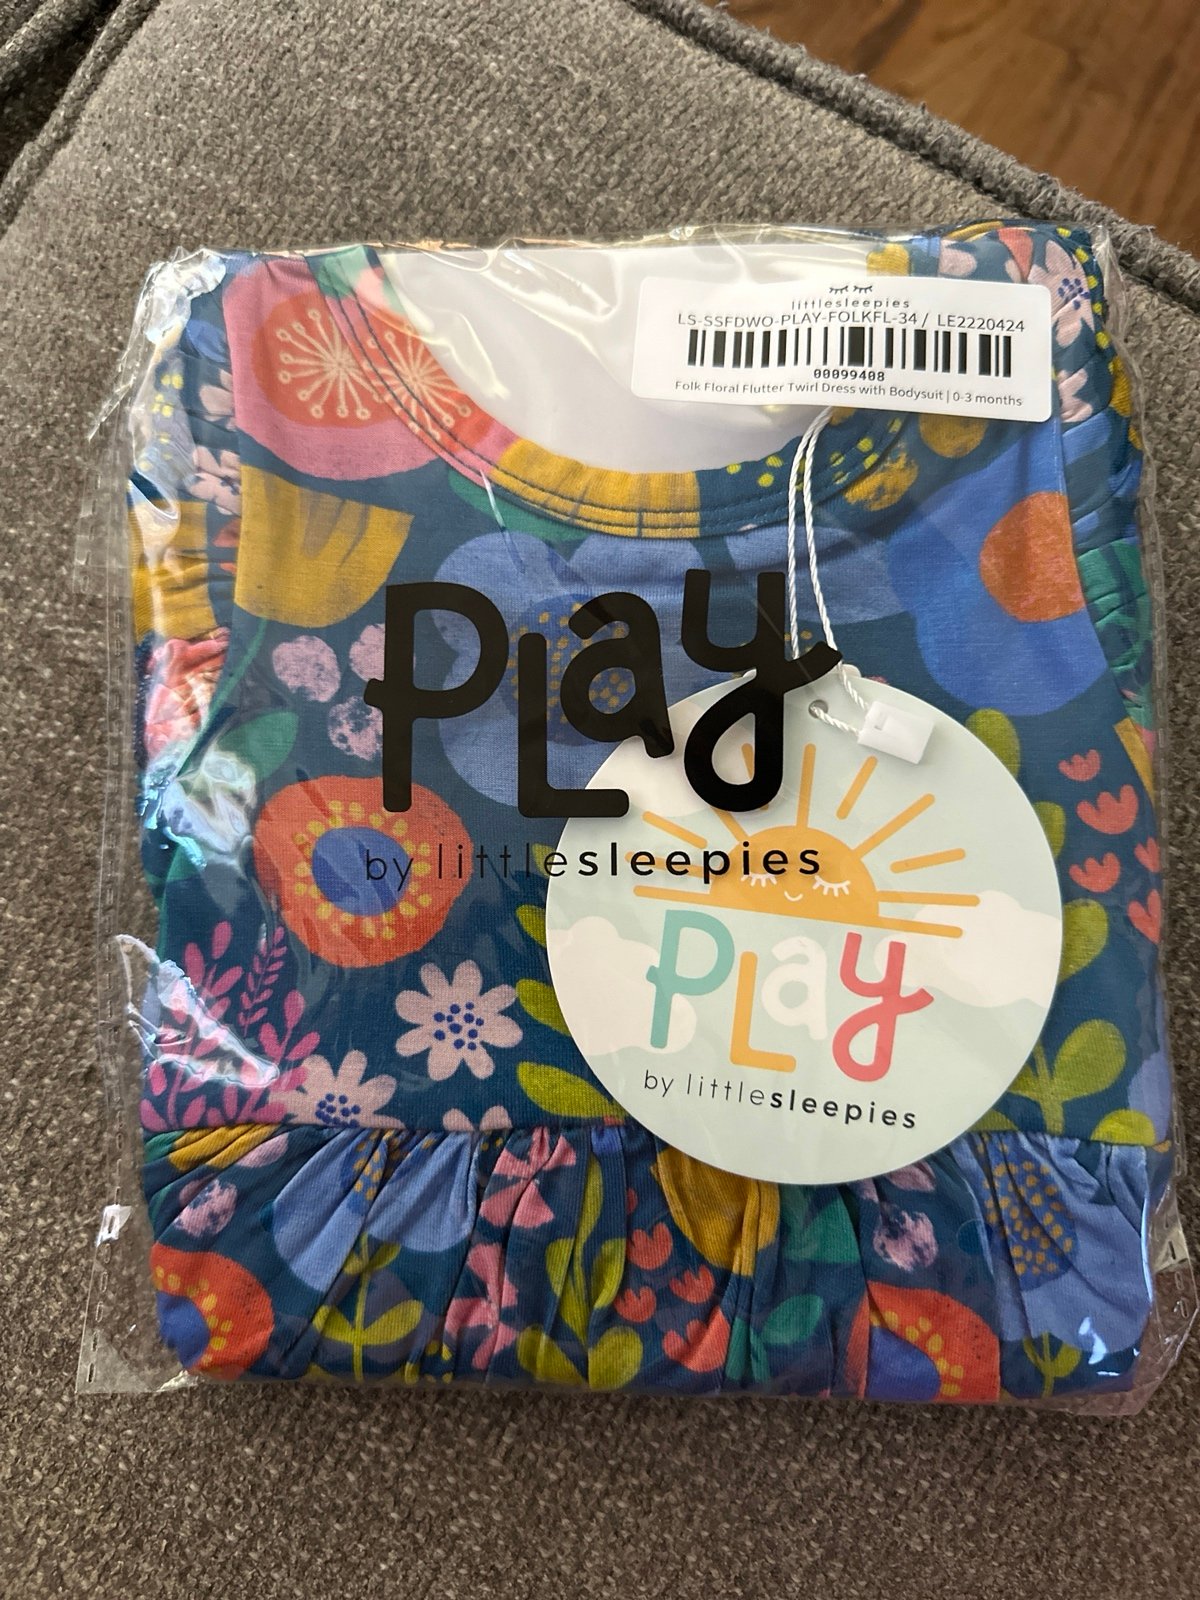 littlesleepies
LS-SSFDWO-PLAY-FOLKFL-34 / LE2220424
00099408
Folk Floral Flutter Twirl Dress with Bodysuit | 0-3 months
PLay
by littlesleepies
PLay
by littlesleepies